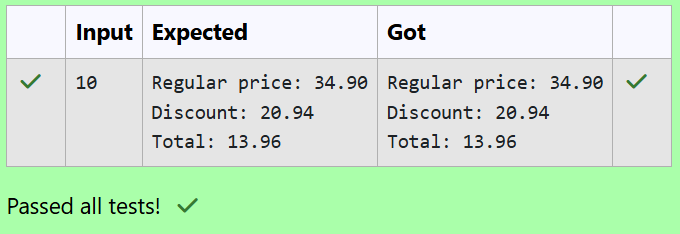 Input Expected Got
10 Regular price: 34.90 Regular price: 34.90
Discount: 20.94 Discount: 20.94
Total: 13.96 Total: 13.96
Passed all tests!